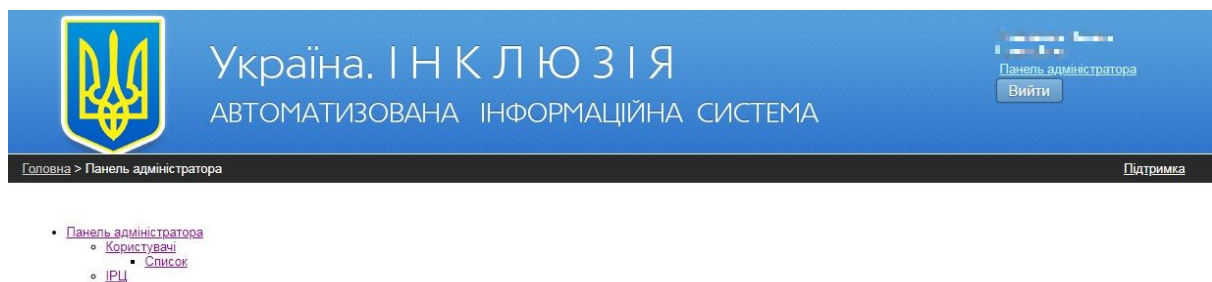 Україна. І Н К Л Ю З І Я
АВТОМАТИЗОВАНА ІНФОРМАЦІЙНА СИСТЕМА
Панель адміністратора
Вийти
Головна > Панель адміністратора
Підтримка
Панель адміністратора
Користувачі
Список
ІРЦ